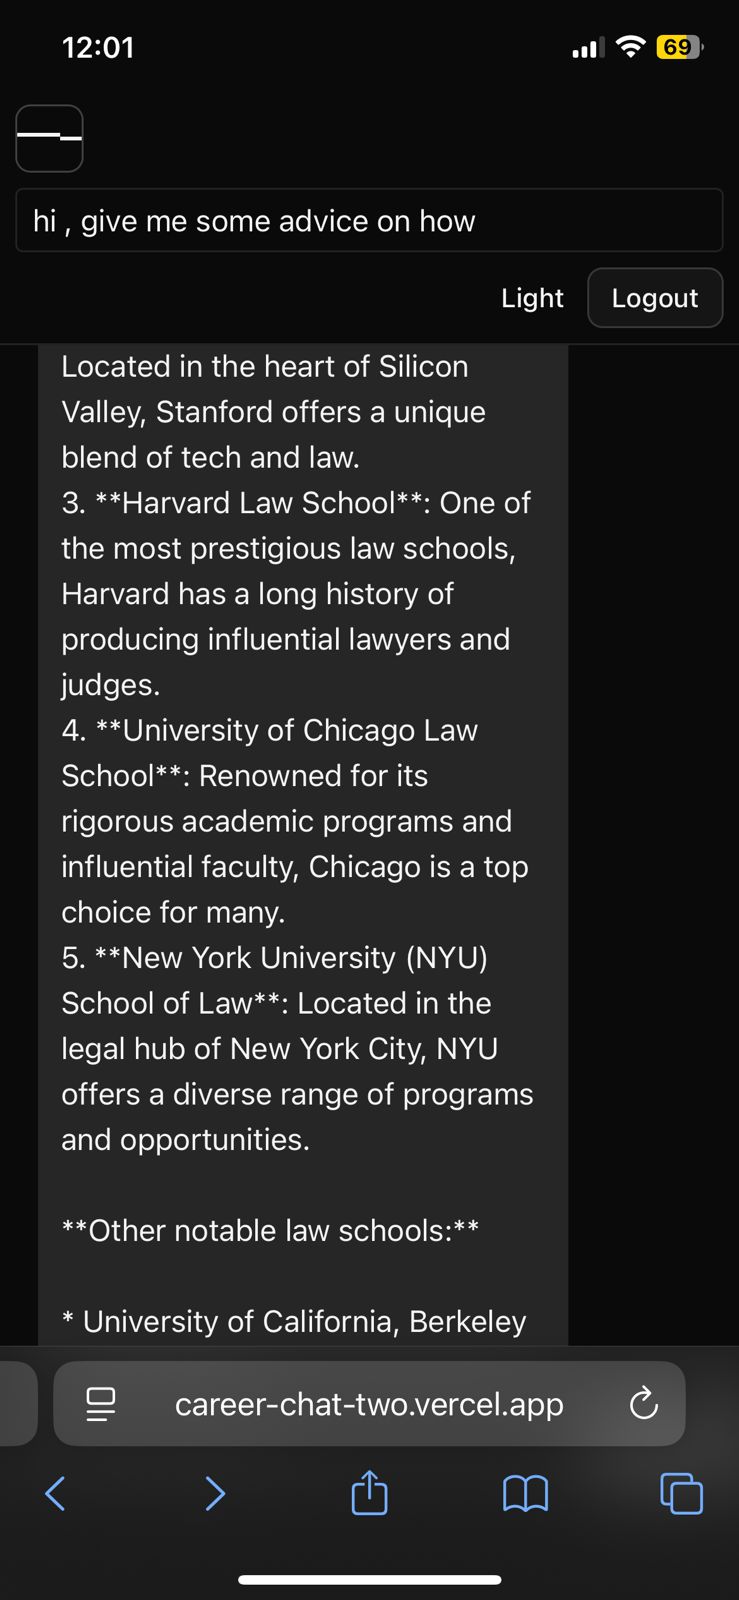 12:01
69
hi , give me some advice on how
Light
Logout
Located in the heart of Silicon
Valley, Stanford offers a unique
blend of tech and law.
3. **Harvard Law School**: One of
the most prestigious law schools,
Harvard has a long history of
producing influential lawyers and
judges.
4. **University of Chicago Law
School**: Renowned for its
rigorous academic programs and
influential faculty, Chicago is a top
choice for many.
5. **New York University (NYU)
School of Law**: Located in the
legal hub of New York City, NYU
offers a diverse range of programs
and opportunities.
**Other notable law schools:**
* University of California, Berkeley
career-chat-two.vercel.app